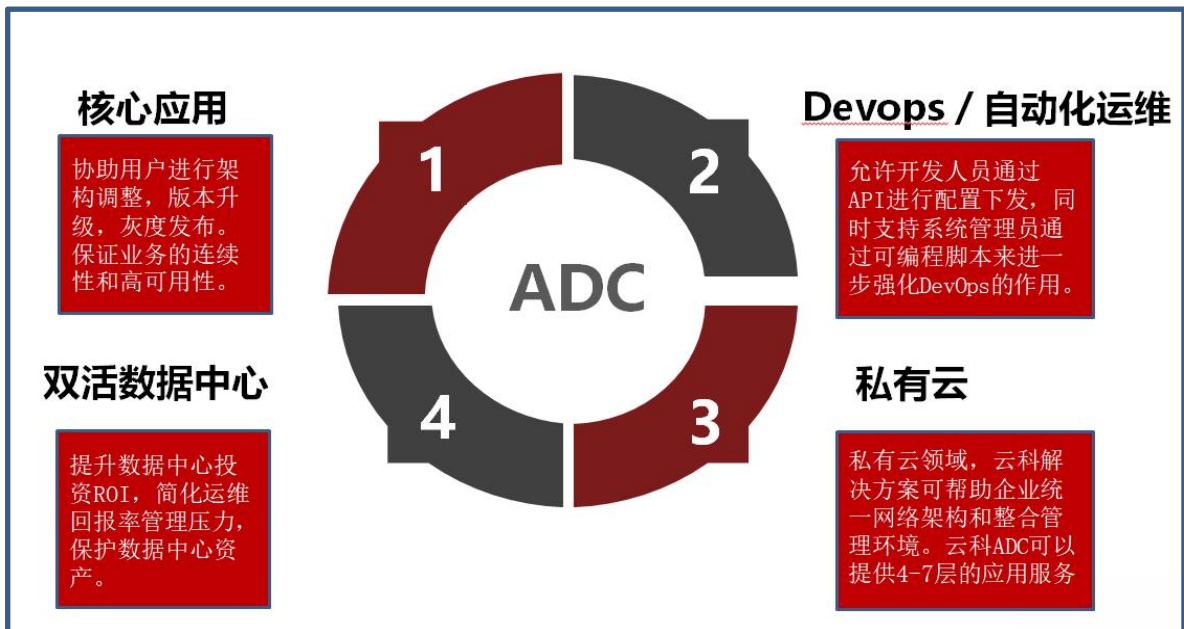 核心应用
协助用户进行架
构调整，版本升
级，灰度发布。
保证业务的连续
性和高可用性。
1
2
Devops / 自动化运维
允许开发人员通过
API进行配置下发，同
时支持系统管理员通
过可编程脚本来进一
步强化DevOps的作用。
ADC
双活数据中心
提升数据中心投
资ROI，简化运维
回报率管理压力，
保护数据中心资
产。
4
3
私有云
私有云领域，云科解
决方案可帮助企业统
一网络架构和整合管
理环境。云科ADC可以
提供4-7层的应用服务